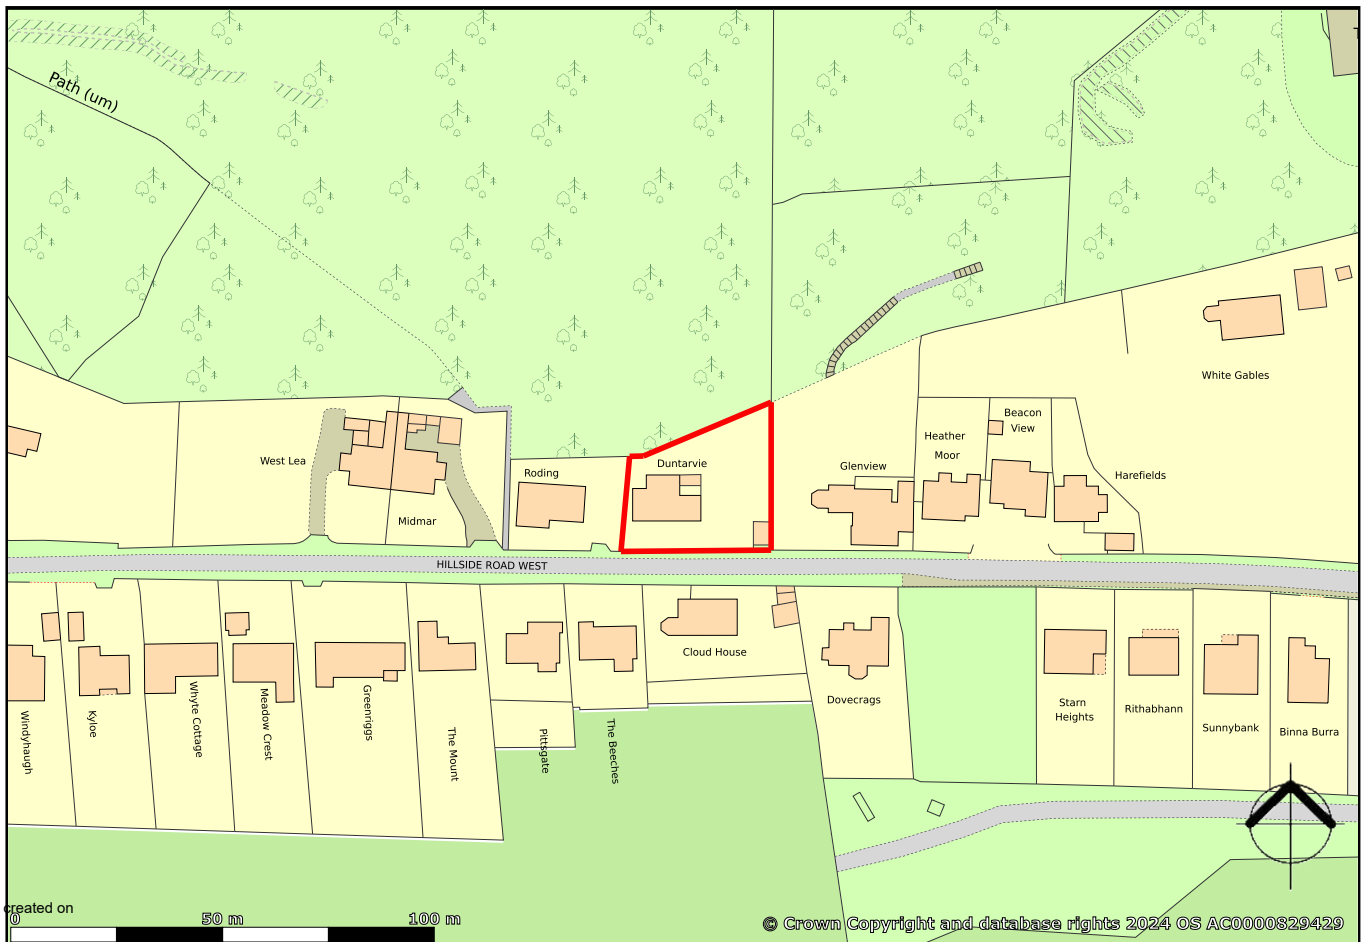 Path (um)
White Gables
Beacon
View
Heather
Moor
West Lea
Roding
Duntarvie
Glenview
Harefields
Midmar
HILLSIDE ROAD WEST
Cloud House
Dovecrags
Starn
Heights
Rithabhann
Sunnybank
Binna Burra
Windyhaugh
Kyloe
Whyte Cottage
Meadow Crest
Greenriggs
The Mount
Pittsgate
The Beeches
created on
0
50 m
100 m
© Crown Copyright and database rights 2024 OS AC0000829429